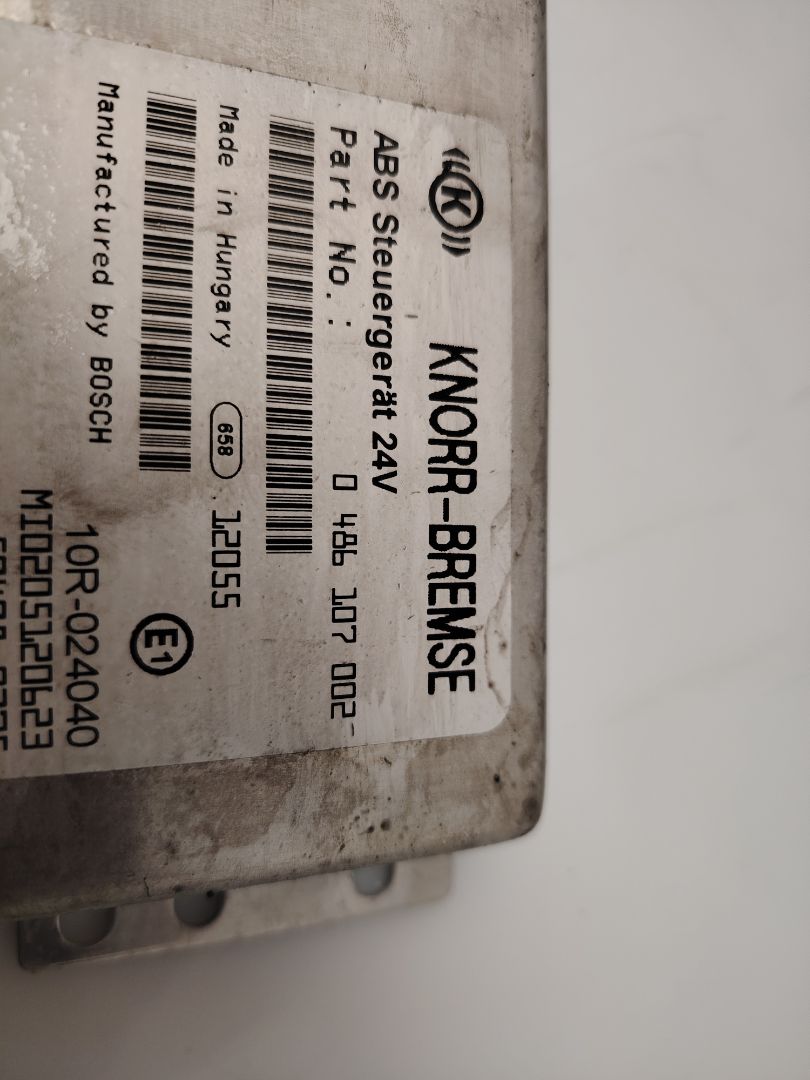 K
KNORR-BREMSE
ABS Steuergerät 24V
Part No.: 0 486 107 002-
Made in Hungary 658 .12055
E1
Manufactured by BOSCH
10R-024040
MI0205120623